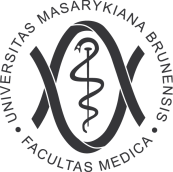 UNIVERSITAS MASARYKIANA BRUNENSIS
• FACULTAS MEDICA •